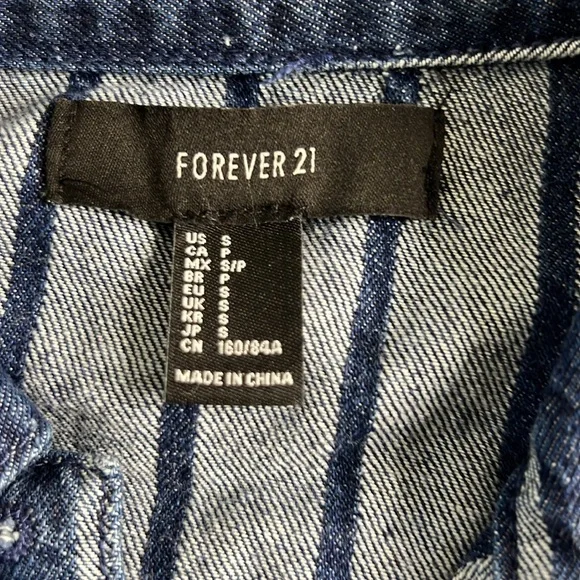 FOREVER 21
US S
CA P
MX S/P
BR P
EU S
UK S
KR S
JP S
CN 160/84A
MADE IN CHINA